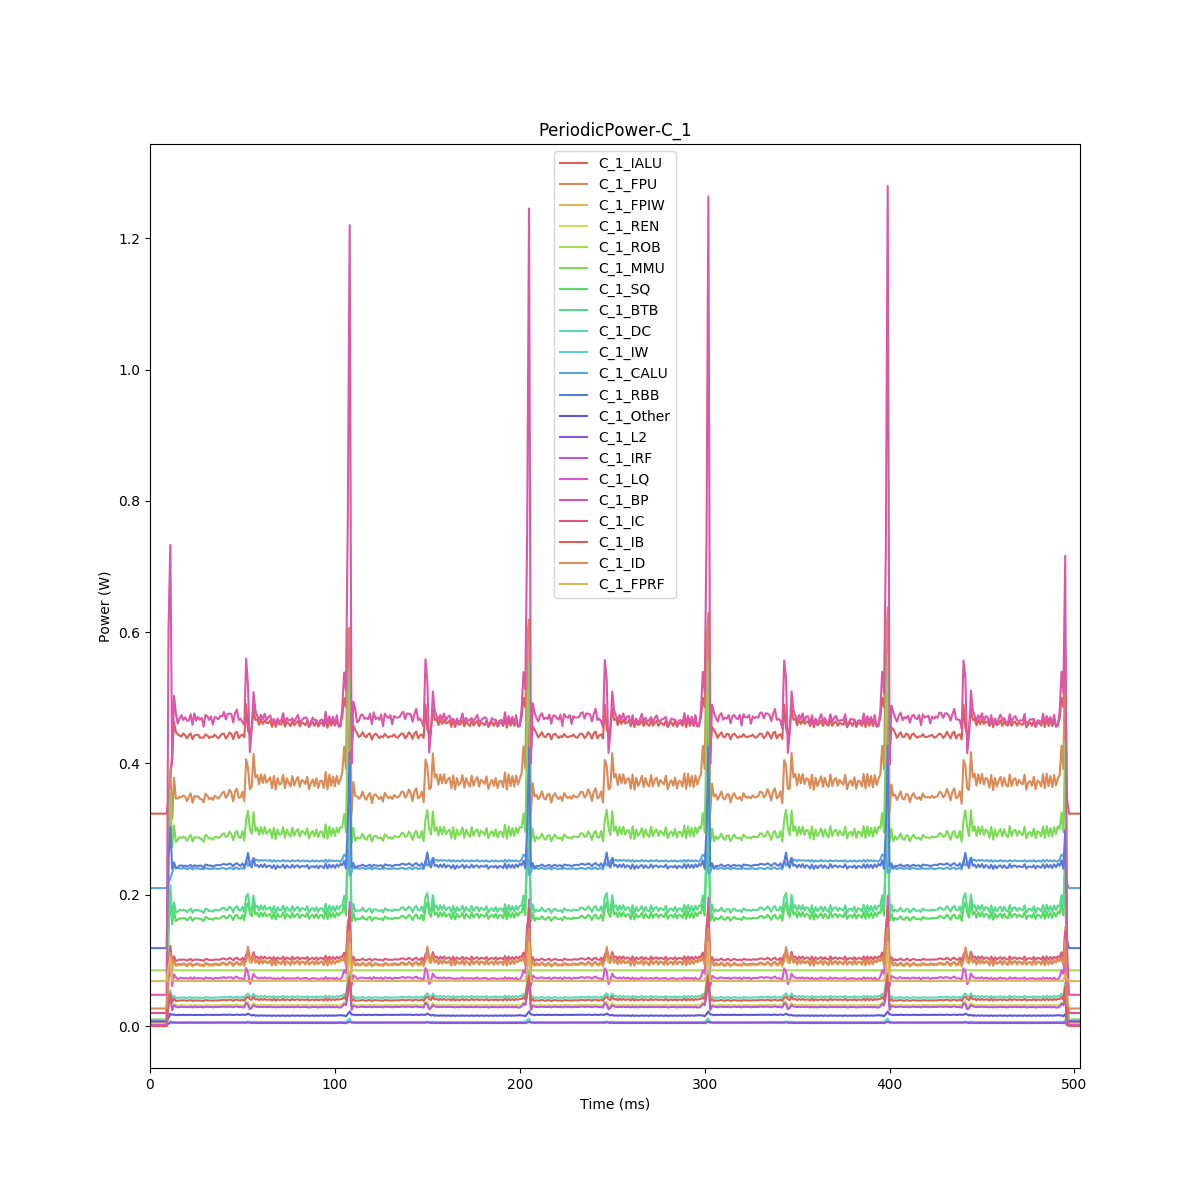 PeriodicPower-C_1
C_1_IALU
C_1_FPU
C_1_FPIW
C_1_REN
C_1_ROB
C_1_MMU
C_1_SQ
C_1_BTB
C_1_DC
C_1_IW
C_1_CALU
C_1_RBB
C_1_Other
C_1_L2
C_1_IRF
C_1_LQ
C_1_BP
C_1_IC
C_1_IB
C_1_ID
C_1_FPRF
1.2
1.0
0.8
0.6
0.4
0.2
0.0
Power (W)
0 100 200 300 400 500
Time (ms)